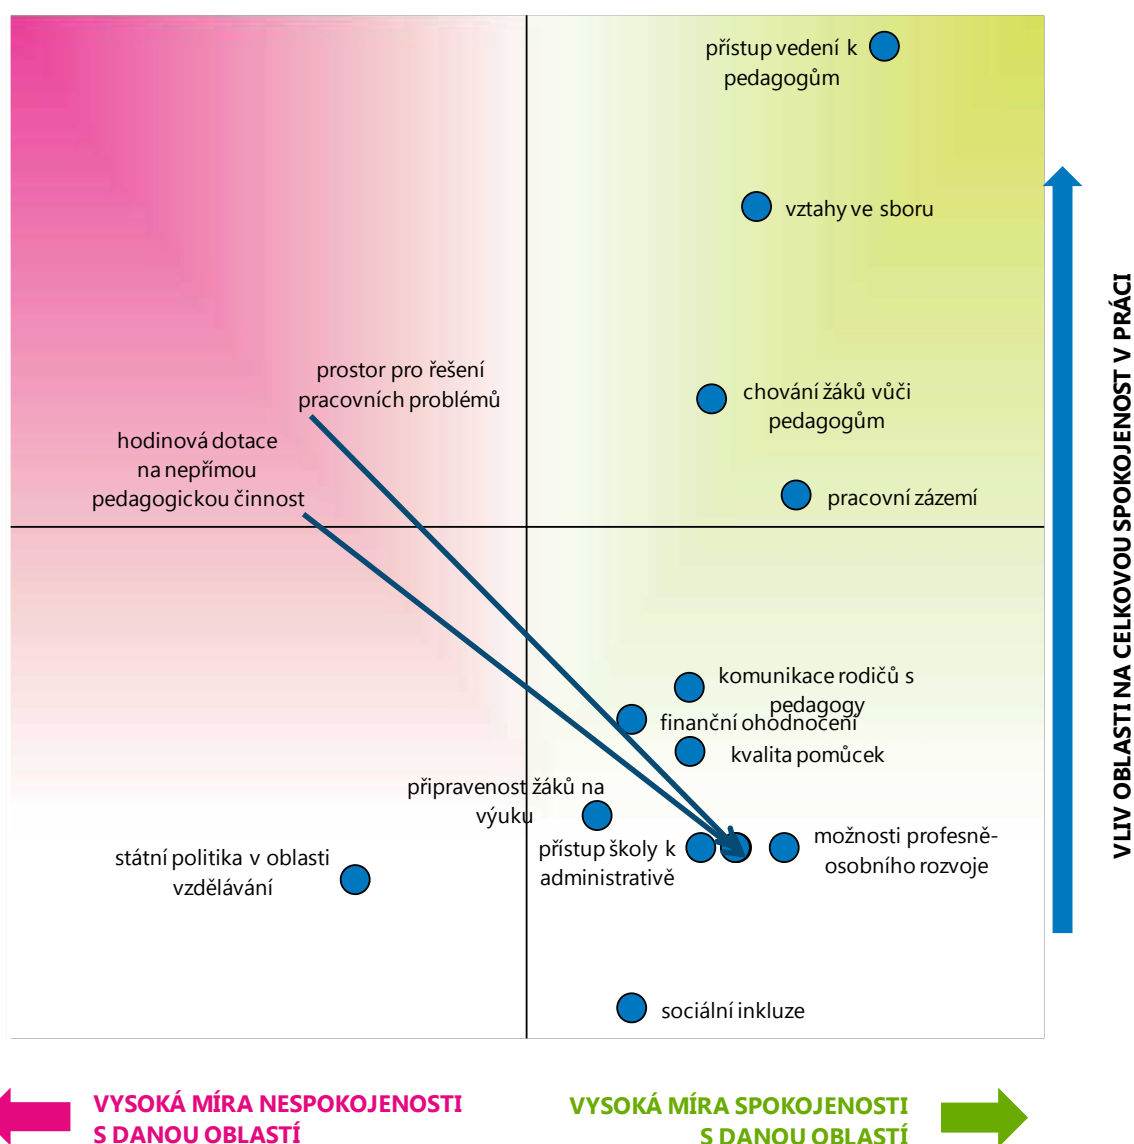 přístup vedení k
pedagogům
vztahy ve sboru
prostor pro řešení
pracovních problémů
chování žáků vůči
pedagogům
hodinová dotace
na nepřímou
pedagogickou činnost
pracovní zázemí
komunikace rodičů s
pedagogy
finanční ohodnocení
kvalita pomůcek
připravenost žáků na
výuku
přístup školy k
administrativě
možnosti profesně-
osobního rozvoje
státní politika v oblasti
vzdělávání
sociální inkluze
VLIV OBLASTI NA CELKOVOU SPOKOJENOST V PRÁCI
VYSOKÁ MÍRA NESPOKOJENOSTI
S DANOU OBLASTÍ
VYSOKÁ MÍRA SPOKOJENOSTI
S DANOU OBLASTÍ